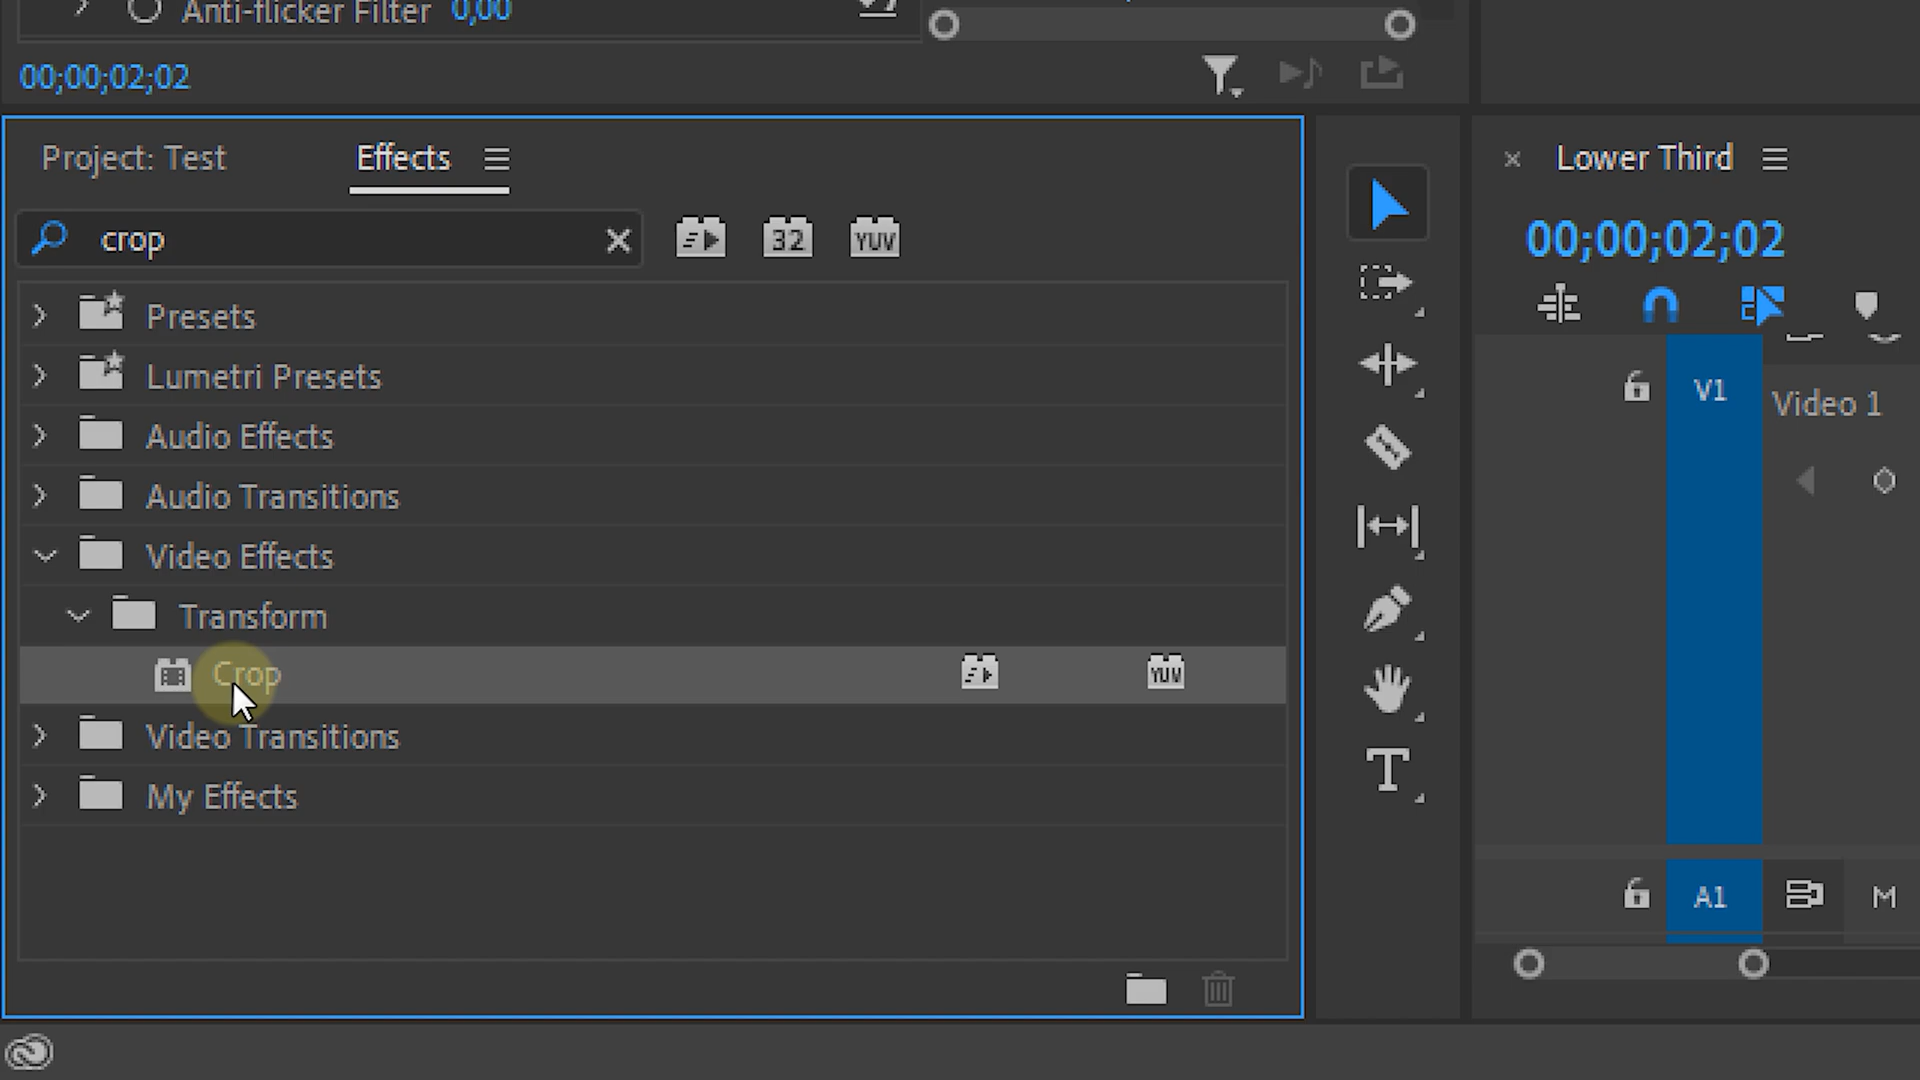 Anti-flicker Filter 0,00
00;00;02;02
Project: Test
Effects
Lower Third
crop
32
YUV
00;00;02;02
Presets
Lumetri Presets
V1
Video 1
Audio Effects
Audio Transitions
Video Effects
Transform
Crop
YUV
Video Transitions
T
My Effects
A1
M